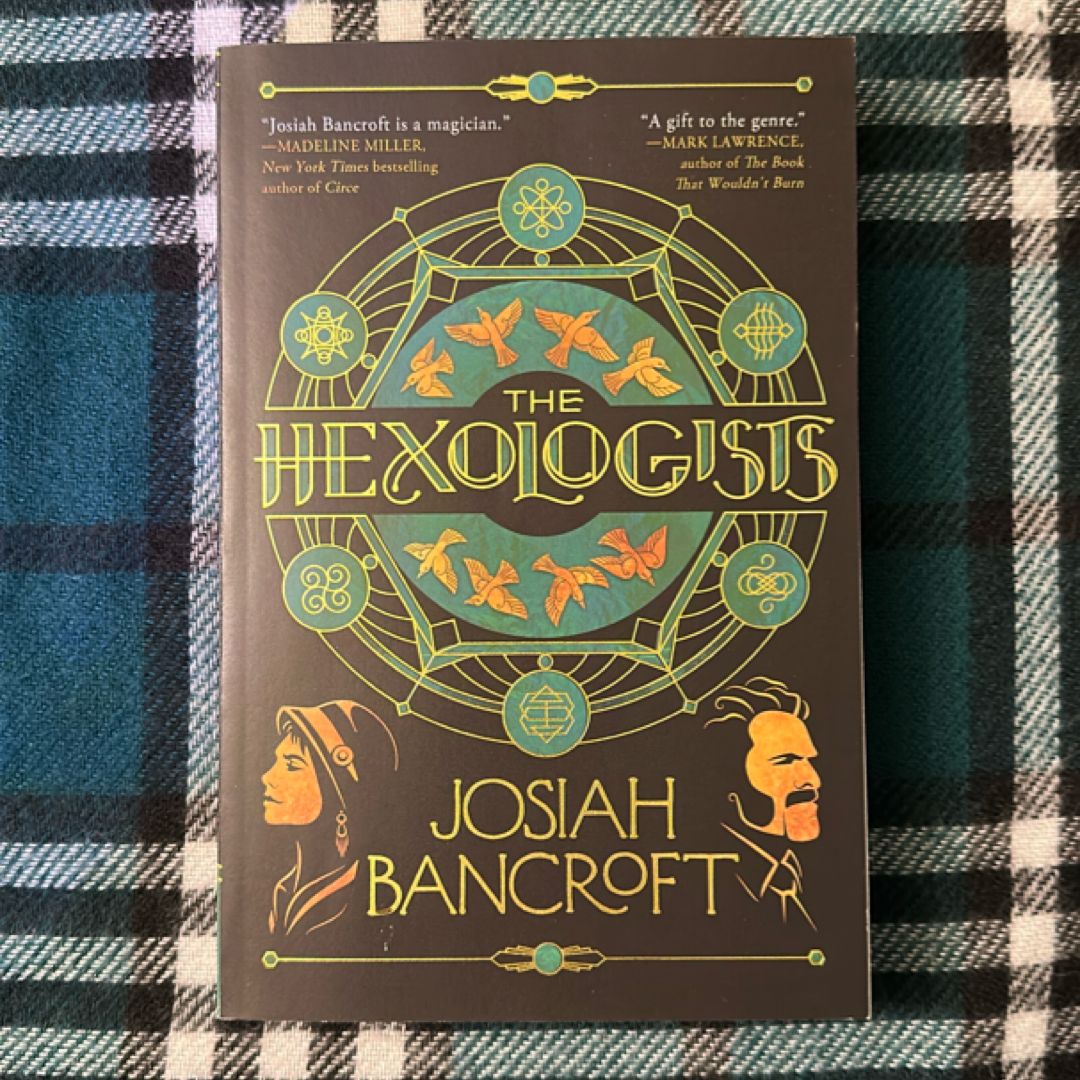 “Josiah Bancroft is a magician.”
—MADELINE MILLER,
New York Times bestselling
author of Circe
“A gift to the genre.”
—MARK LAWRENCE,
author of The Book
That Wouldn’t Burn
THE
HEXOLOGISTS
JOSIAH
BANCROFT